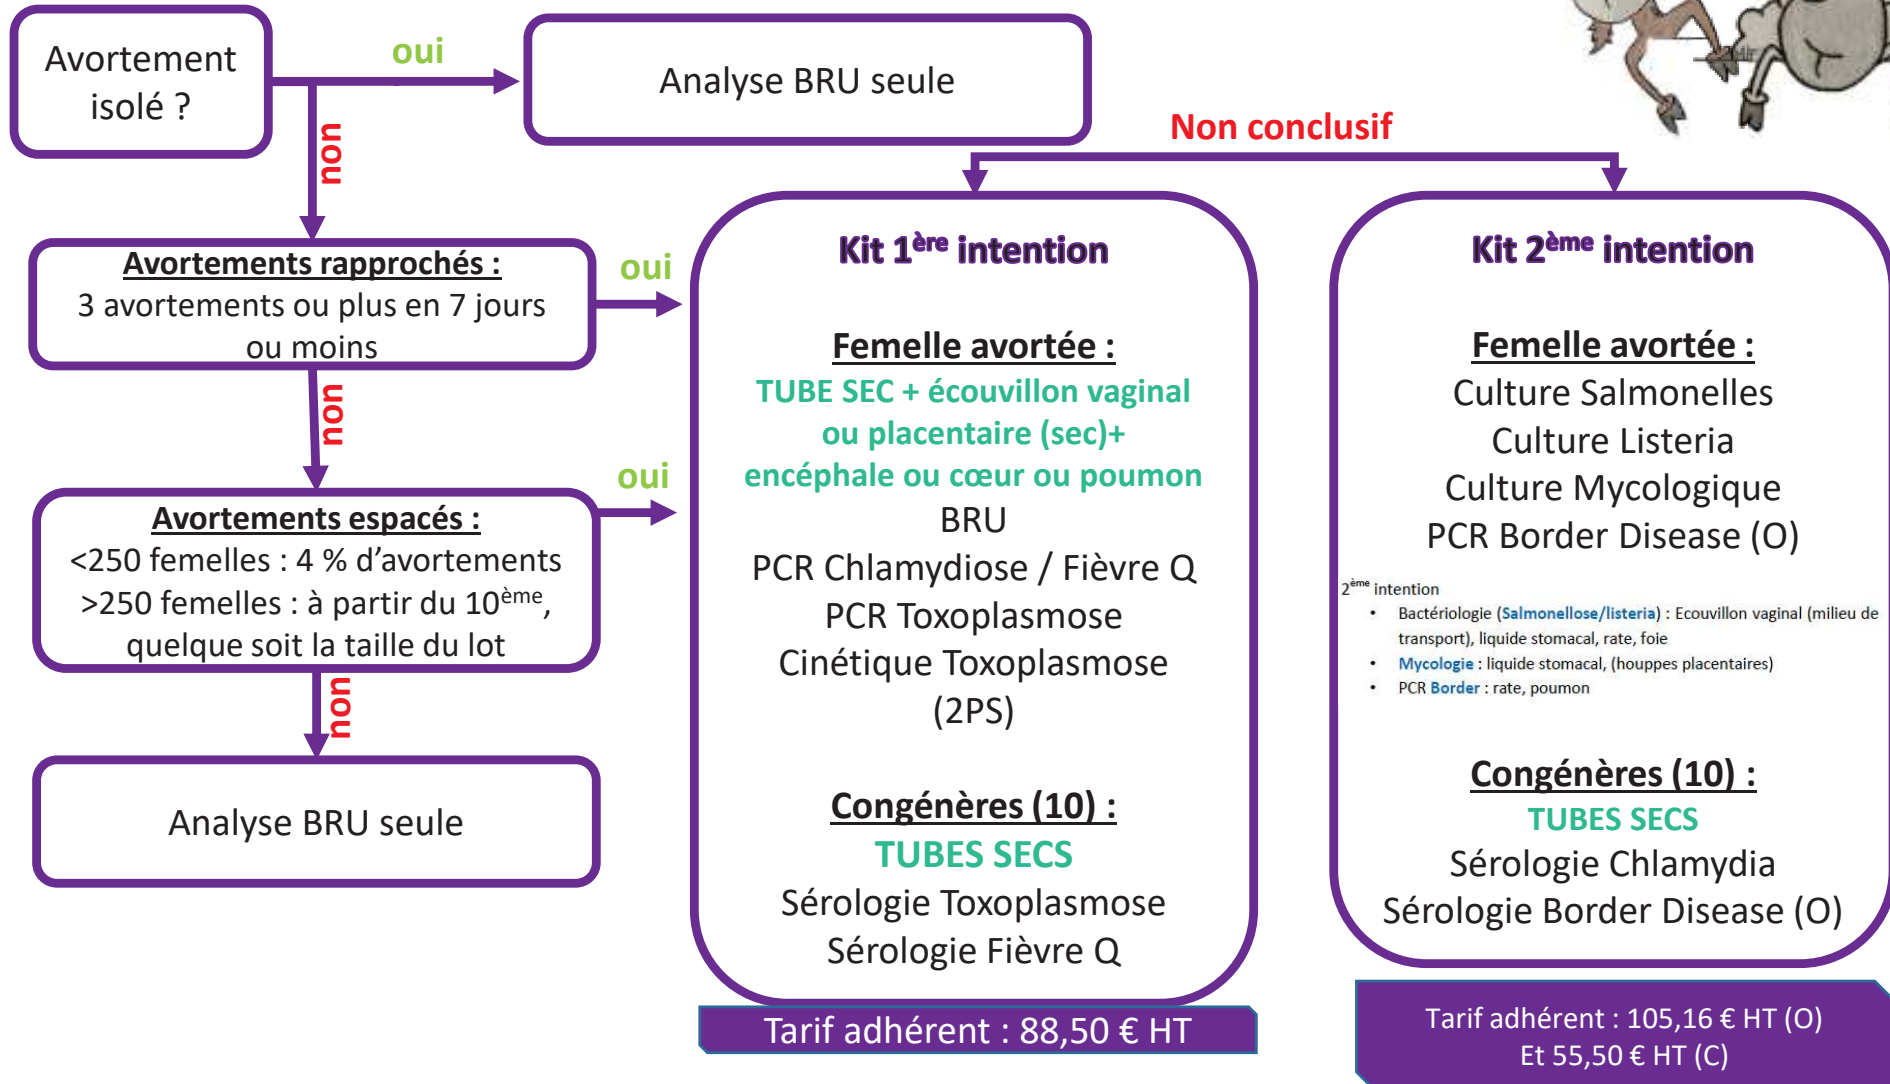 Avortement
isolé ?
oui
Analyse BRU seule
non
Non conclusif
Avortements rapprochés :
3 avortements ou plus en 7 jours
ou moins
oui
non
Avortements espacés :
<250 femelles : 4 % d'avortements
>250 femelles : à partir du 10ème,
quelque soit la taille du lot
oui
non
Analyse BRU seule
Kit 1ère intention
Femelle avortée :
TUBE SEC + écouvillon vaginal
ou placentaire (sec)+
encéphale ou cœur ou poumon
BRU
PCR Chlamydiose / Fièvre Q
PCR Toxoplasmose
Cinétique Toxoplasmose
(2PS)
Congénères (10) :
TUBES SECS
Sérologie Toxoplasmose
Sérologie Fièvre Q
Tarif adhérent : 88,50 € HT
Kit 2ème intention
Femelle avortée :
Culture Salmonelles
Culture Listeria
Culture Mycologique
PCR Border Disease (O)
2ème intention
• Bactériologie (Salmonellose/listeria) : Ecouvillon vaginal (milieu de
transport), liquide stomacal, rate, foie
• Mycologie : liquide stomacal, (houppes placentaires)
• PCR Border : rate, poumon
Congénères (10) :
TUBES SECS
Sérologie Chlamydia
Sérologie Border Disease (O)
Tarif adhérent : 105,16 € HT (O)
Et 55,50 € HT (C)